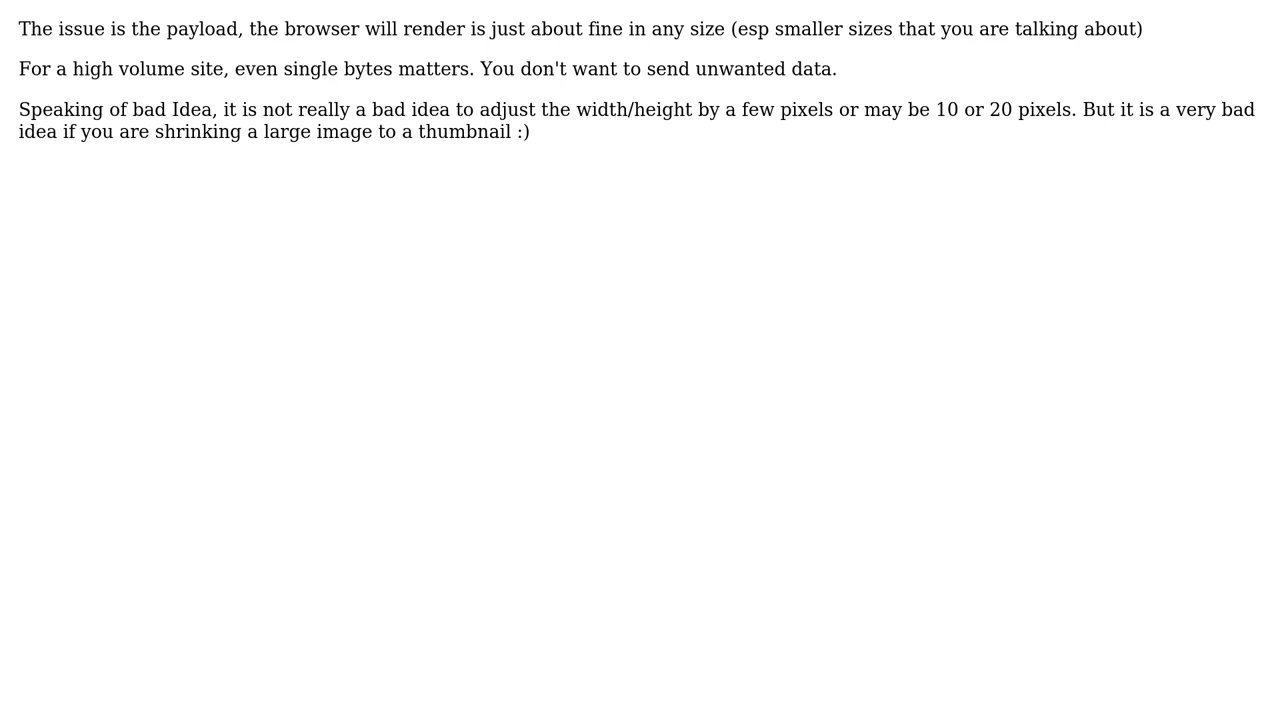 The issue is the payload, the browser will render is just about fine in any size (esp smaller sizes that you are talking about)
For a high volume site, even single bytes matters. You don't want to send unwanted data.
Speaking of bad Idea, it is not really a bad idea to adjust the width/height by a few pixels or may be 10 or 20 pixels. But it is a very bad
idea if you are shrinking a large image to a thumbnail :)